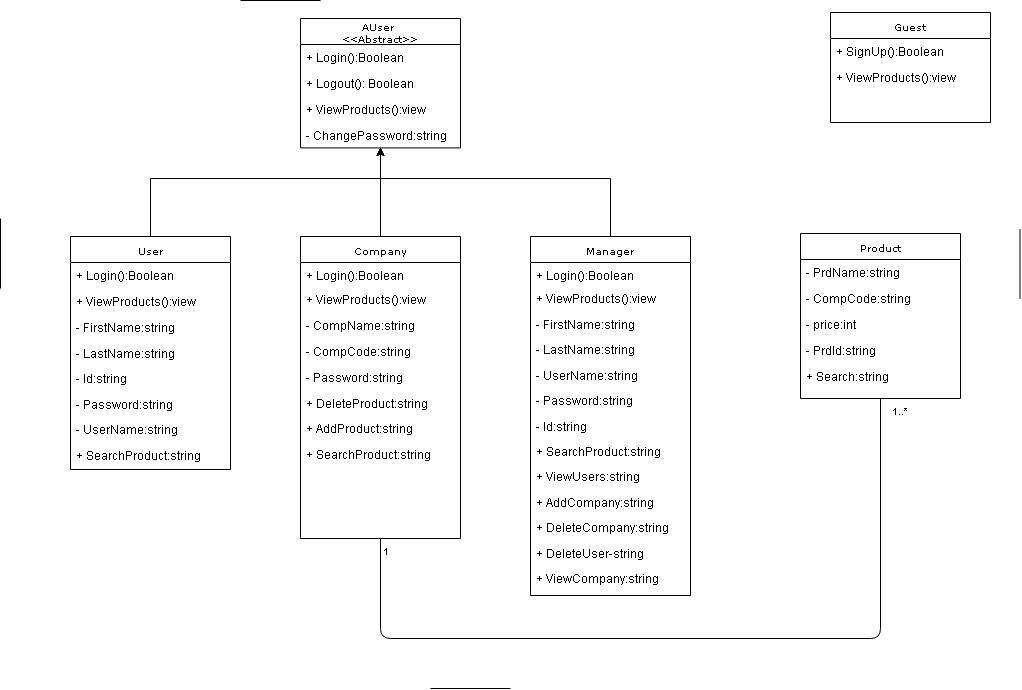 AUser
<<Abstract>>
+ Login():Boolean
+ Logout(): Boolean
+ ViewProducts():view
- ChangePassword:string
Guest
+ SignUp():Boolean
+ ViewProducts():view
User
+ Login():Boolean
+ ViewProducts():view
- FirstName:string
- LastName:string
- Id:string
- Password:string
- UserName:string
+ SearchProduct:string
Company
+ Login():Boolean
+ ViewProducts():view
- CompName:string
- CompCode:string
- Password:string
+ DeleteProduct:string
+ AddProduct:string
+ SearchProduct:string
1
Manager
+ Login():Boolean
+ ViewProducts():view
- FirstName:string
- LastName:string
- UserName:string
- Password:string
- Id:string
+ SearchProduct:string
+ ViewUsers:string
+ AddCompany:string
+ DeleteCompany:string
+ DeleteUser-string
+ ViewCompany:string
Product
- PrdName:string
- CompCode:string
- price:int
- PrdId:string
+ Search:string
1..*